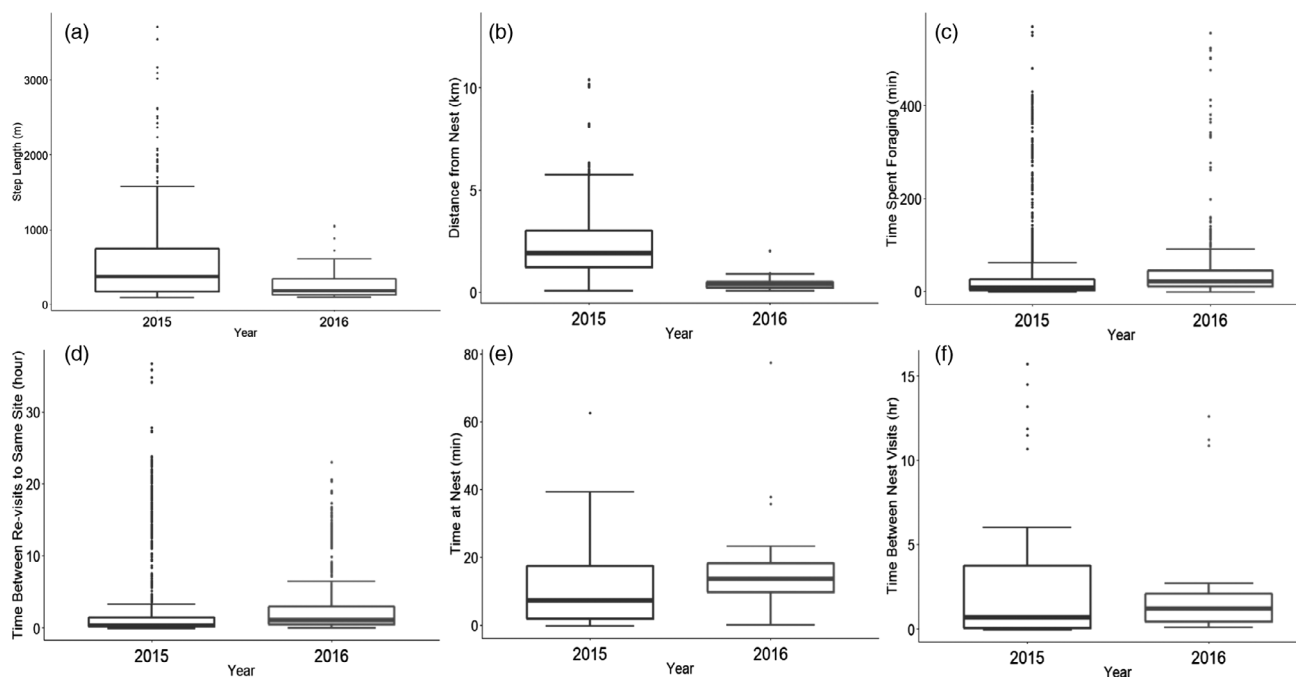 (a)
Step Length (m)
3000
2000
1000
0
2015
2016
Year
(b)
Distance from Nest (km)
10
5
0
2015
2016
Year
(c)
Time Spent Foraging (min)
400
200
0
2015
2016
Year
(d)
Time Between Re-visits to Same Site (hour)
30
20
10
0
2015
2016
Year
(e)
Time at Nest (min)
80
60
40
20
0
2015
2016
Year
(f)
Time Between Nest Visits (hr)
15
10
5
0
2015
2016
Year